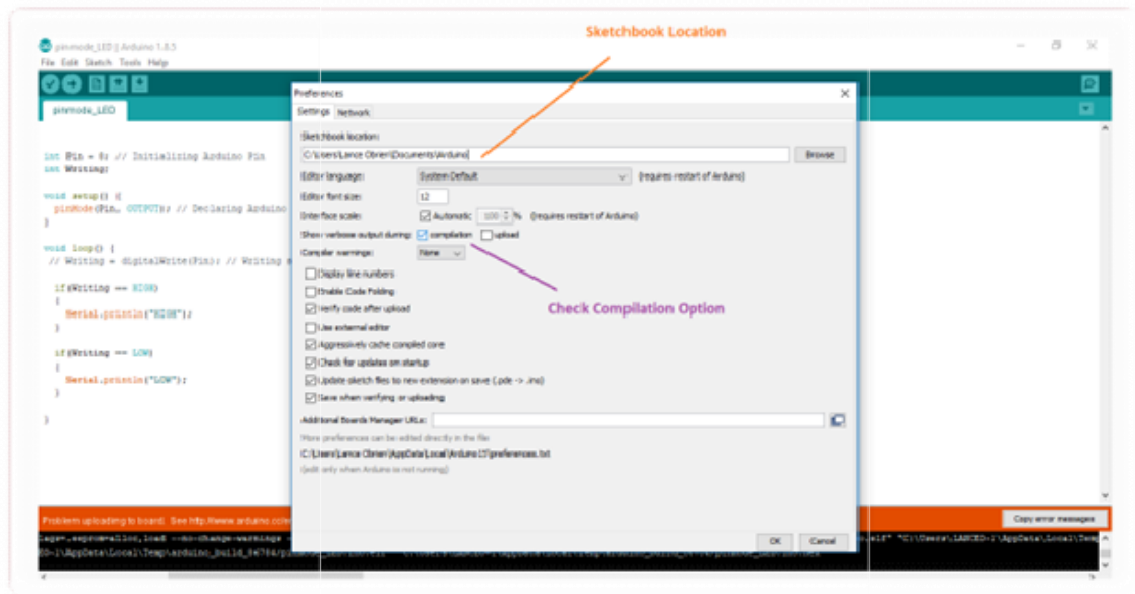 Sketchbook Location
pinmode_LED | Arduino 1.8.5
File Edit Sketch Tools Help
pinmode_LED
Preferences
Settings Network
Sketchbook location:
C:\Users\Lance Obrien\Documents\Arduino
Browse
Editor language:
System Default
(requires restart of Arduino)
Editor font size:
12
Interface scale:
Automatic
100 %
(requires restart of Arduino)
Show verbose output during:
compilation
upload
Compiler warnings:
None
Display line numbers
Enable Code Folding
Verify code after upload
Use external editor
Aggressively cache compiled core
Check for updates on startup
Update sketch files to new extension on save (.pde -> .ino)
Save when verifying or uploading
Check Compilation Option
Additional Boards Manager URLs:
More preferences can be edited directly in the file
C:\Users\Lance Obrien\AppData\Local\Arduino15\preferences.txt
(edit only when Arduino is not running)
OK
Cancel
int Pin = 8; // Initializing Arduino Pin
int Writing;
void setup() {
pinMode(Pin, OUTPUT); // Declaring Arduino
}
void loop() {
// Writing = digitalWrite(Pin); // Writing
if(Writing == HIGH)
{
Serial.println("HIGH");
}
if(Writing == LOW)
{
Serial.println("LOW");
}
}
Problem uploading to board. See http://www.arduino.cc/en
Copy error messages